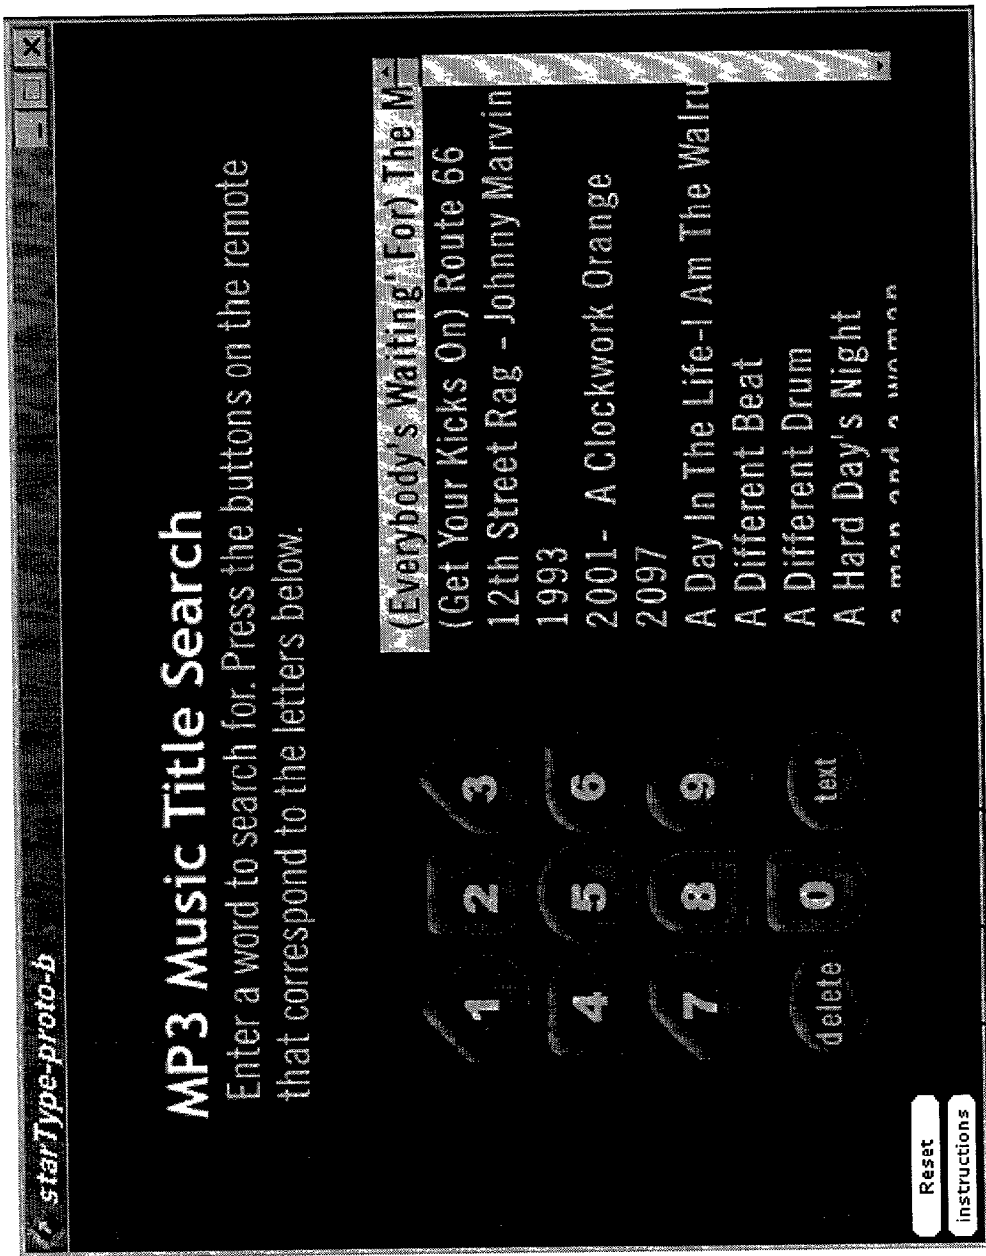 starType-proto-b
MP3 Music Title Search
Enter a word to search for. Press the buttons on the remote
that correspond to the letters below.
1 2 3
4 5 6
7 8 9
delete 0 text
(Everybody's Waiting' For) The M
(Get Your Kicks On) Route 66
12th Street Rag - Johnny Marvin
1993
2001- A Clockwork Orange
2097
A Day In The Life-I Am The Walru
A Different Beat
A Different Drum
A Hard Day's Night
a man and a woman
Reset
instructions